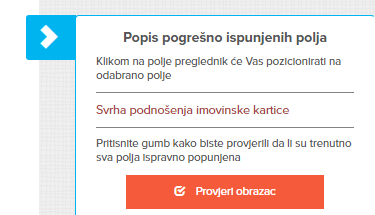 Popis pogrešno ispunjenih polja
Klikom na polje preglednik će Vas pozicionirati na
odabrano polje
Svrha podnošenja imovinske kartice
Pritisnite gumb kako biste provjerili da li su trenutno
sva polja ispravno popunjena
Provjeri obrazac